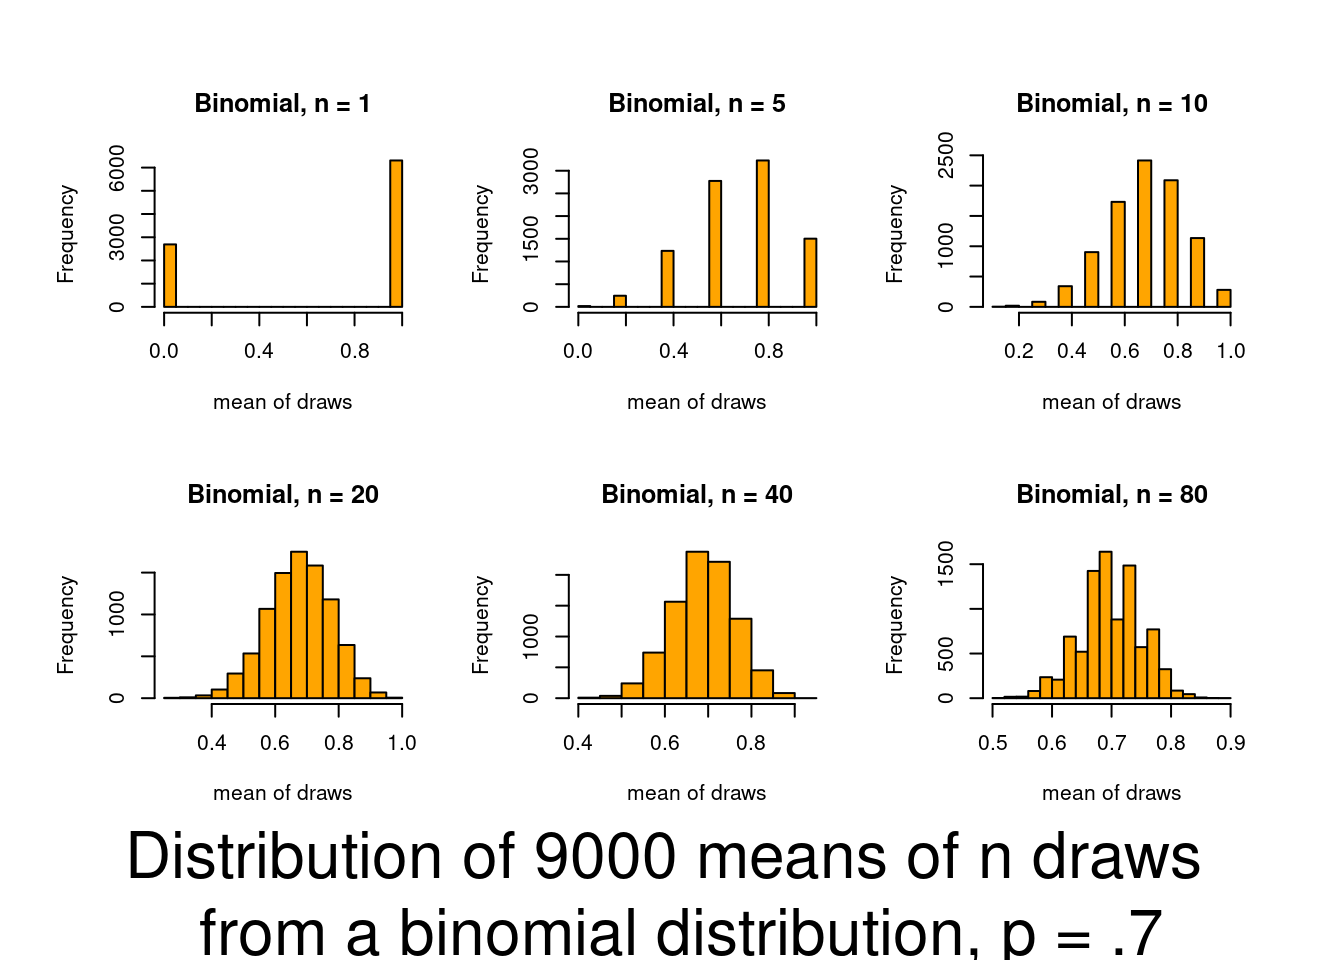 Binomial, n = 1
Frequency
0 3000 6000
0.0 0.4 0.8
mean of draws
Binomial, n = 5
Frequency
0 1500 3000
0.0 0.4 0.8
mean of draws
Binomial, n = 10
Frequency
0 1000 2500
0.2 0.4 0.6 0.8 1.0
mean of draws
Binomial, n = 20
Frequency
0 1000
0.4 0.6 0.8 1.0
mean of draws
Binomial, n = 40
Frequency
0 1000
0.4 0.6 0.8
mean of draws
Binomial, n = 80
Frequency
0 500 1500
0.5 0.6 0.7 0.8 0.9
mean of draws
Distribution of 9000 means of n draws
from a binomial distribution, p = .7